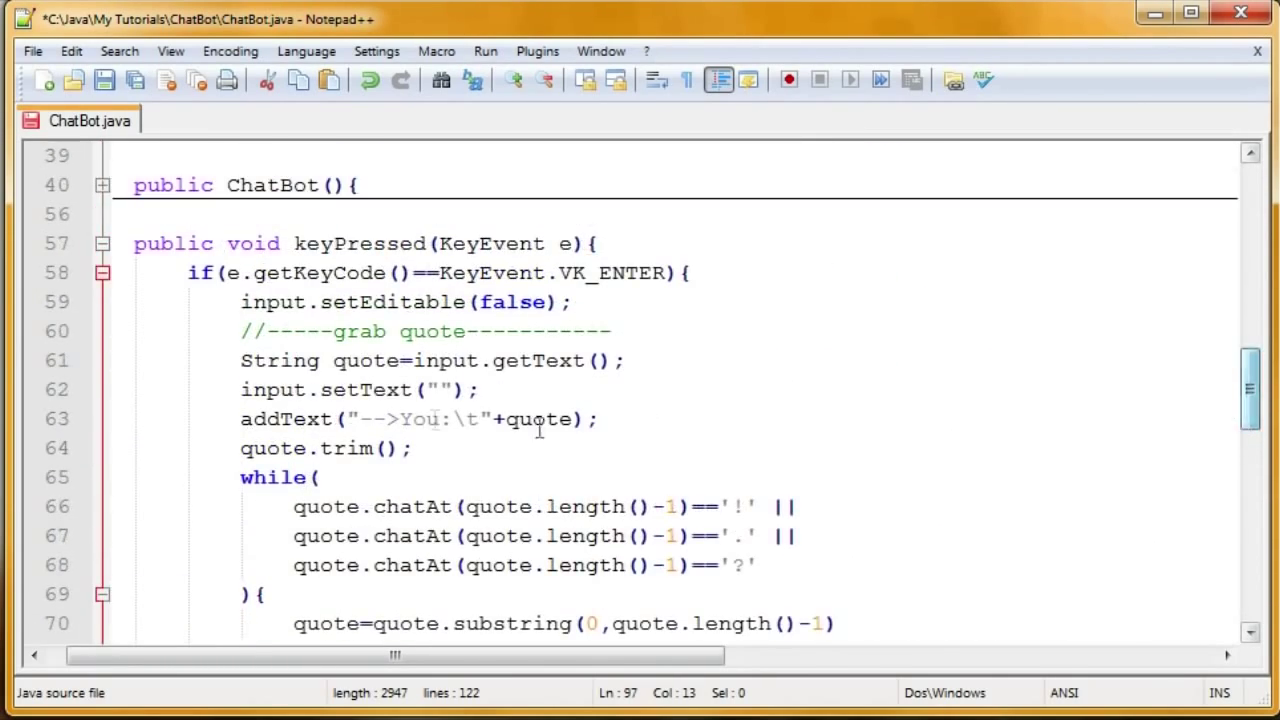 *C:\Java\My Tutorials\ChatBot\ChatBot.java - Notepad++
File Edit Search View Encoding Language Settings Macro Run Plugins Window ? X
ABC
ChatBot.java
39
40 public ChatBot(){
56
57 public void keyPressed(KeyEvent e){
58 if(e.getKeyCode()==KeyEvent.VK_ENTER){
59 input.setEditable(false);
60 //-----grab quote-----------
61 String quote=input.getText();
62 input.setText("");
63 addText("-->You:\t"+quote);
64 quote.trim();
65 while(
66 quote.chatAt(quote.length()-1)=='!' ||
67 quote.chatAt(quote.length()-1)=='.' ||
68 quote.chatAt(quote.length()-1)=='?'
69 ){
70 quote=quote.substring(0,quote.length()-1)
Java source file length : 2947 lines : 122 Ln : 97 Col : 13 Sel : 0 Dos\Windows ANSI INS